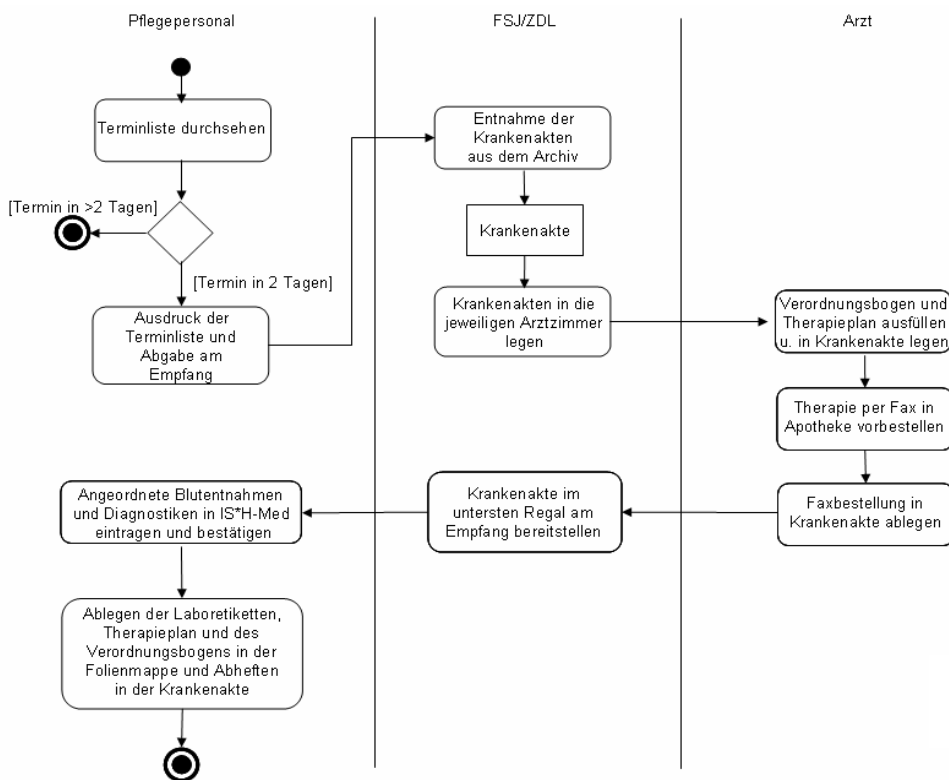 Pflegepersonal
FSJ/ZDL
Arzt
Terminliste durchsehen
[Termin in >2 Tagen]
[Termin in 2 Tagen]
Ausdruck der
Terminliste und
Abgabe am
Empfang
Entnahme der
Krankenakten
aus dem Archiv
Krankenakte
Krankenakten in die
jeweiligen Arztzimmer
legen
Verordnungsbogen und
Therapieplan ausfüllen
u. in Krankenakte legen
Therapie per Fax in
Apotheke vorbestellen
Faxbestellung in
Krankenakte ablegen
Krankenakte im
untersten Regal am
Empfang bereitstellen
Angeordnete Blutentnahmen
und Diagnostiken in IS*H-Med
eintragen und bestätigen
Ablegen der Laboretiketten,
Therapieplan und des
Verordnungsbogens in der
Folienmappe und Abheften
in der Krankenakte